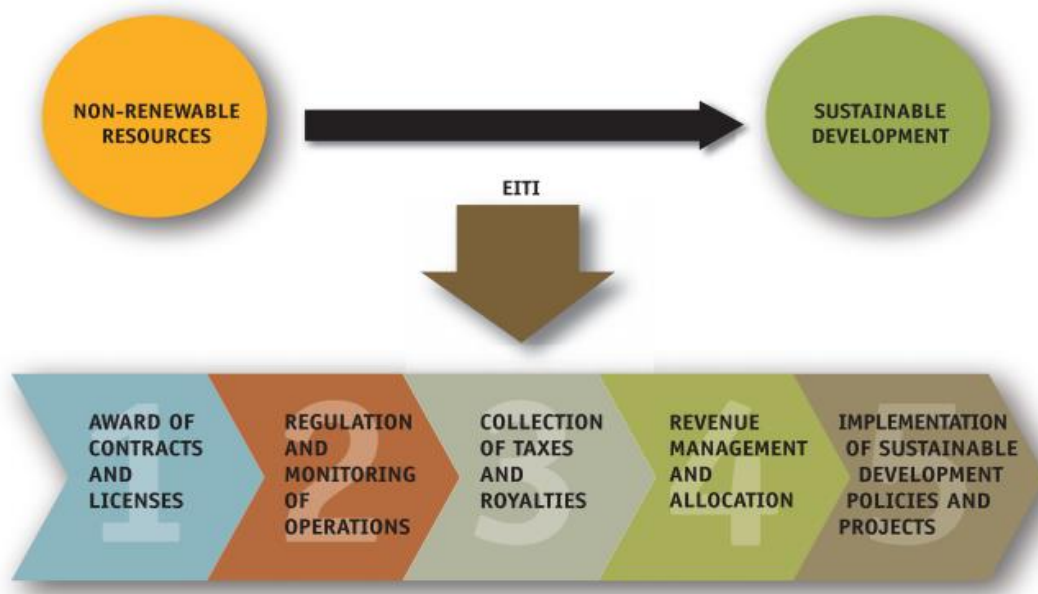 NON-RENEWABLE
RESOURCES
SUSTAINABLE
DEVELOPMENT
EITI
1
AWARD OF
CONTRACTS
AND
LICENSES
2
REGULATION
AND
MONITORING
OF
OPERATIONS
3
COLLECTION
OF TAXES
AND
ROYALTIES
4
REVENUE
MANAGEMENT
AND
ALLOCATION
5
IMPLEMENTATION
OF SUSTAINABLE
DEVELOPMENT
POLICIES AND
PROJECTS